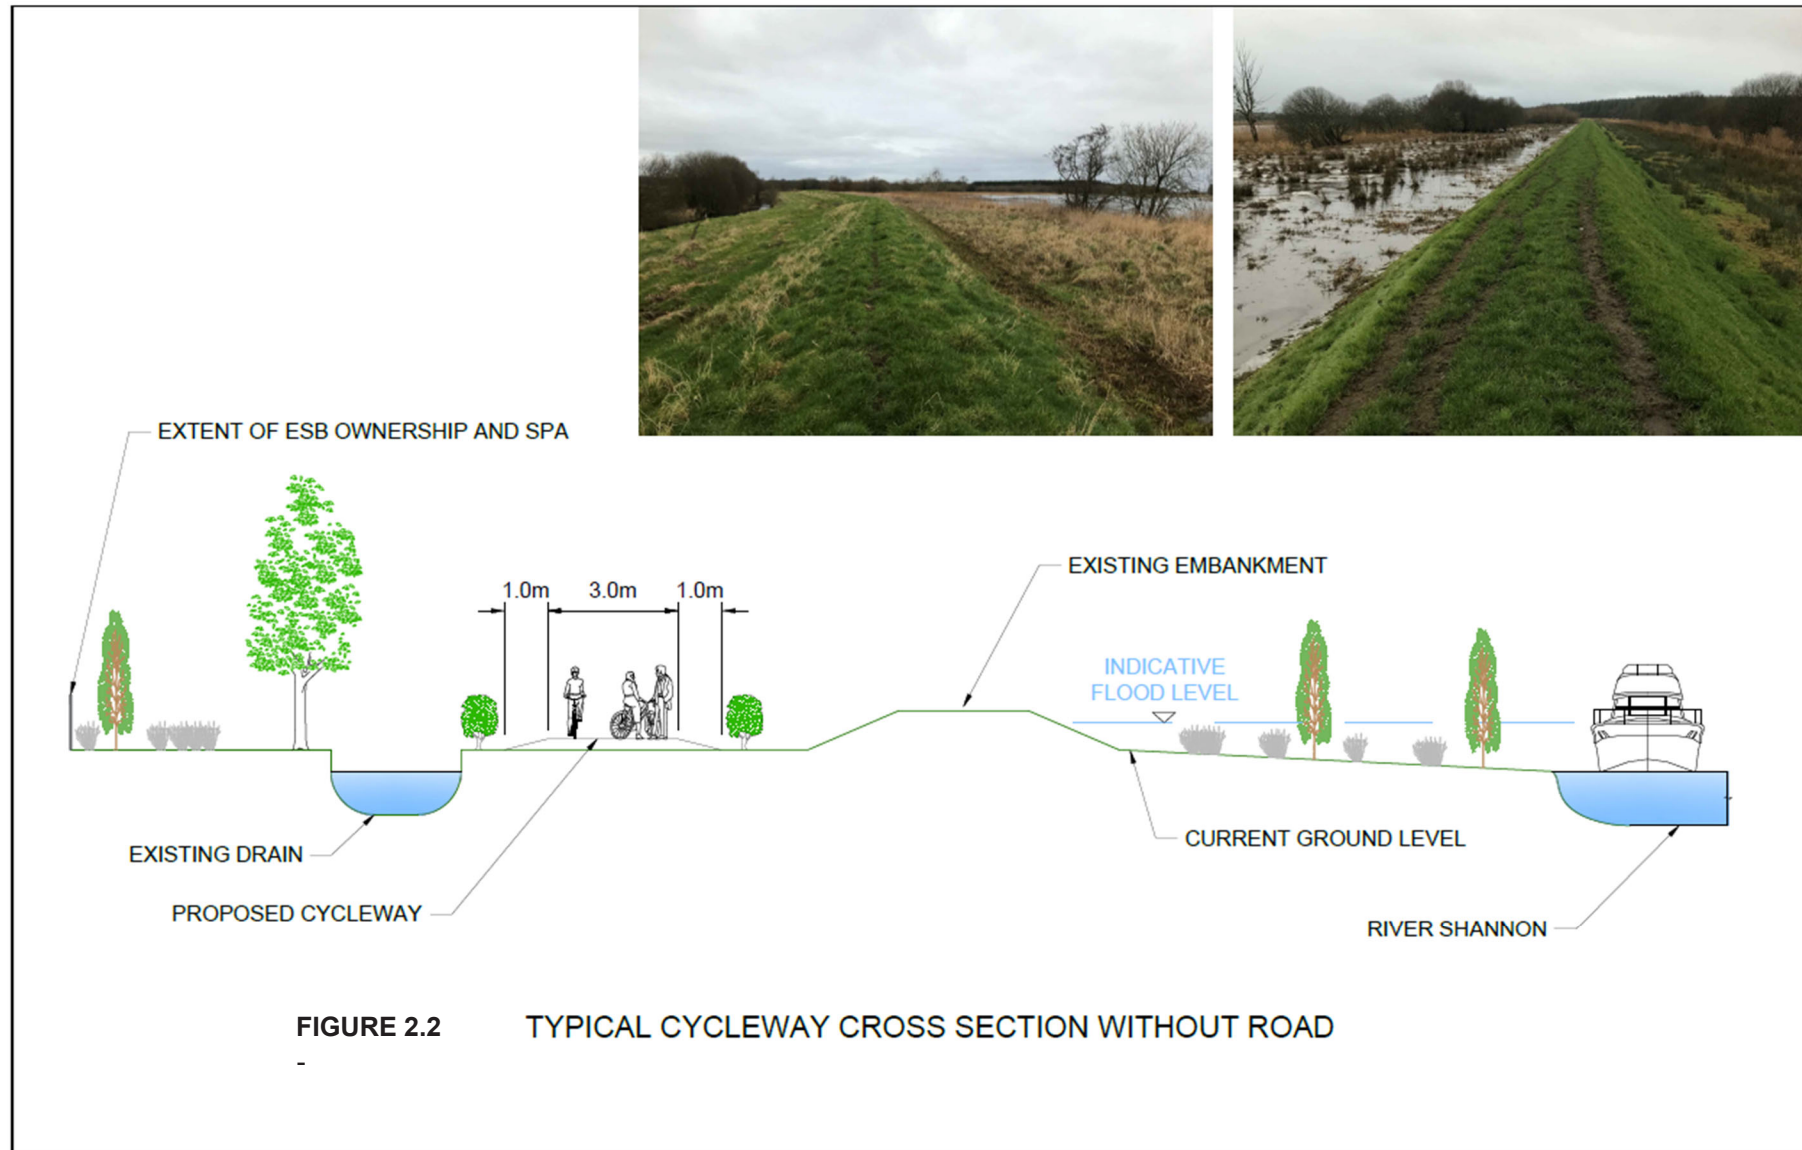 EXTENT OF ESB OWNERSHIP AND SPA
EXISTING EMBANKMENT
1.0m 3.0m 1.0m
INDICATIVE
FLOOD LEVEL
CURRENT GROUND LEVEL
EXISTING DRAIN
PROPOSED CYCLEWAY
RIVER SHANNON
FIGURE 2.2 TYPICAL CYCLEWAY CROSS SECTION WITHOUT ROAD
-